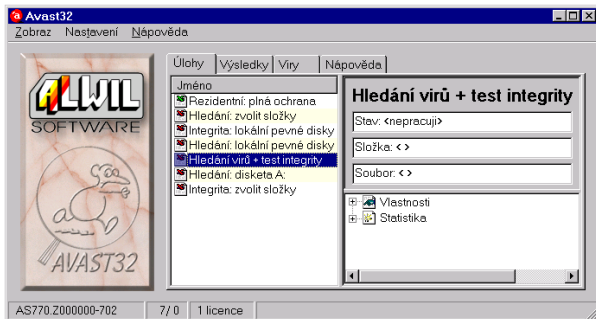 Avast32
Zobraz Nastavení Nápověda
ALWIL
SOFTWARE
AVAST32
Úlohy Výsledky Viry Nápověda
Jméno
Rezidentní: plná ochrana
Hledání: zvolit složky
Integrita: lokální pevné disky
Hledání: lokální pevné disky
Hledání virů + test integrity
Hledání: disketa A:
Integrita: zvolit složky
Hledání virů + test integrity
Stav: <nepracuji>
Složka: < >
Soubor: < >
Vlastnosti
Statistika
AS770.Z000000-702 7/ 0 1 licence